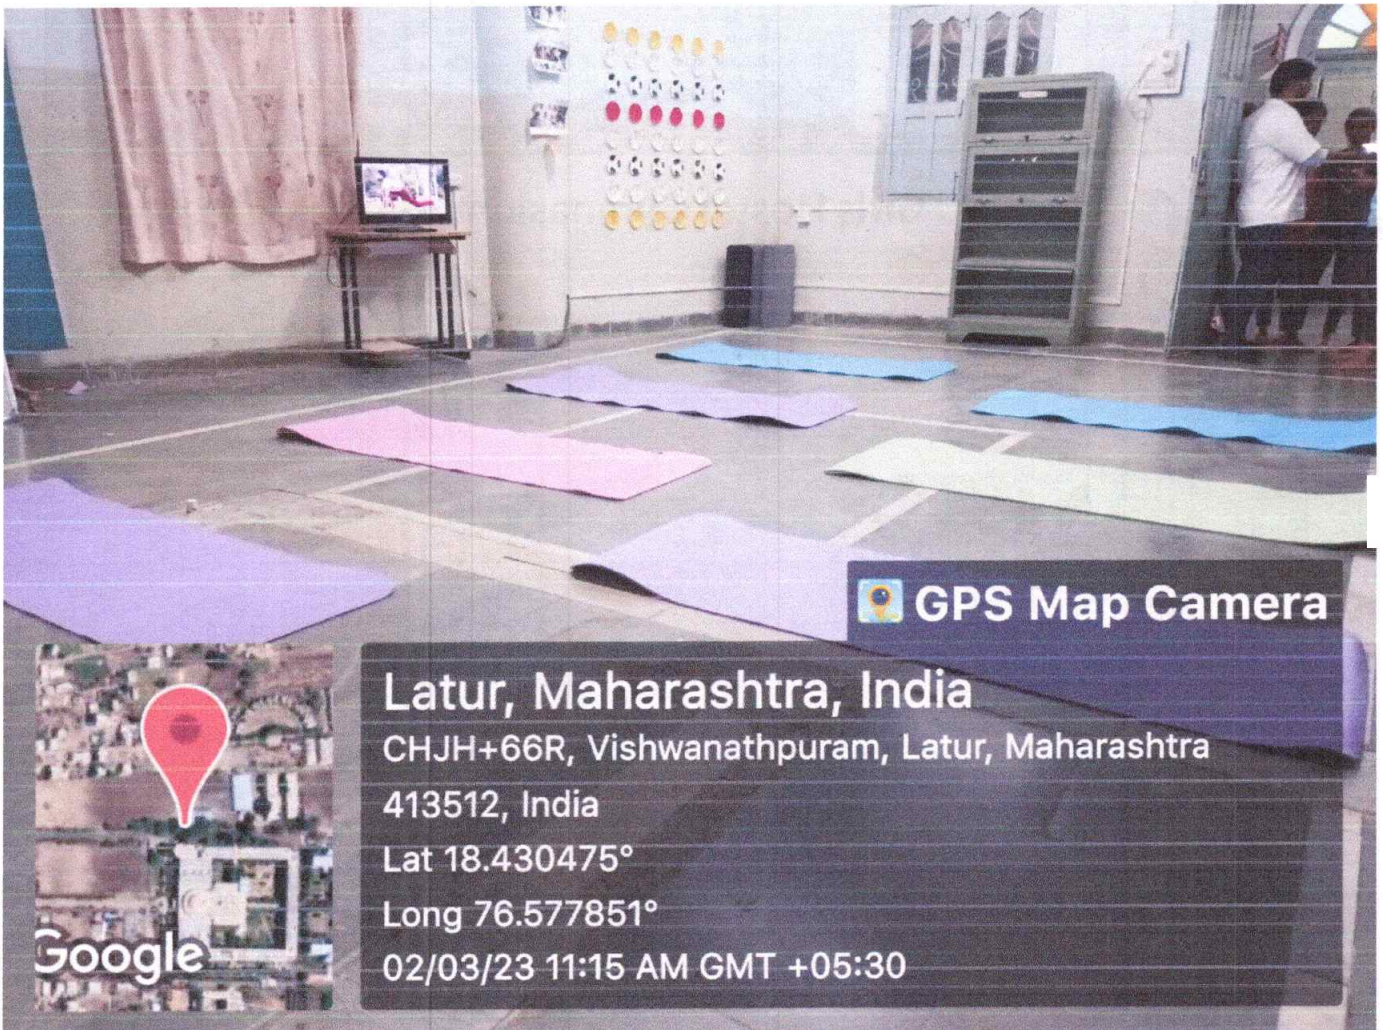 GPS Map Camera
Latur, Maharashtra, India
CHJH+66R, Vishwanathpuram, Latur, Maharashtra
413512, India
Lat 18.430475°
Long 76.577851°
02/03/23 11:15 AM GMT +05:30
Google